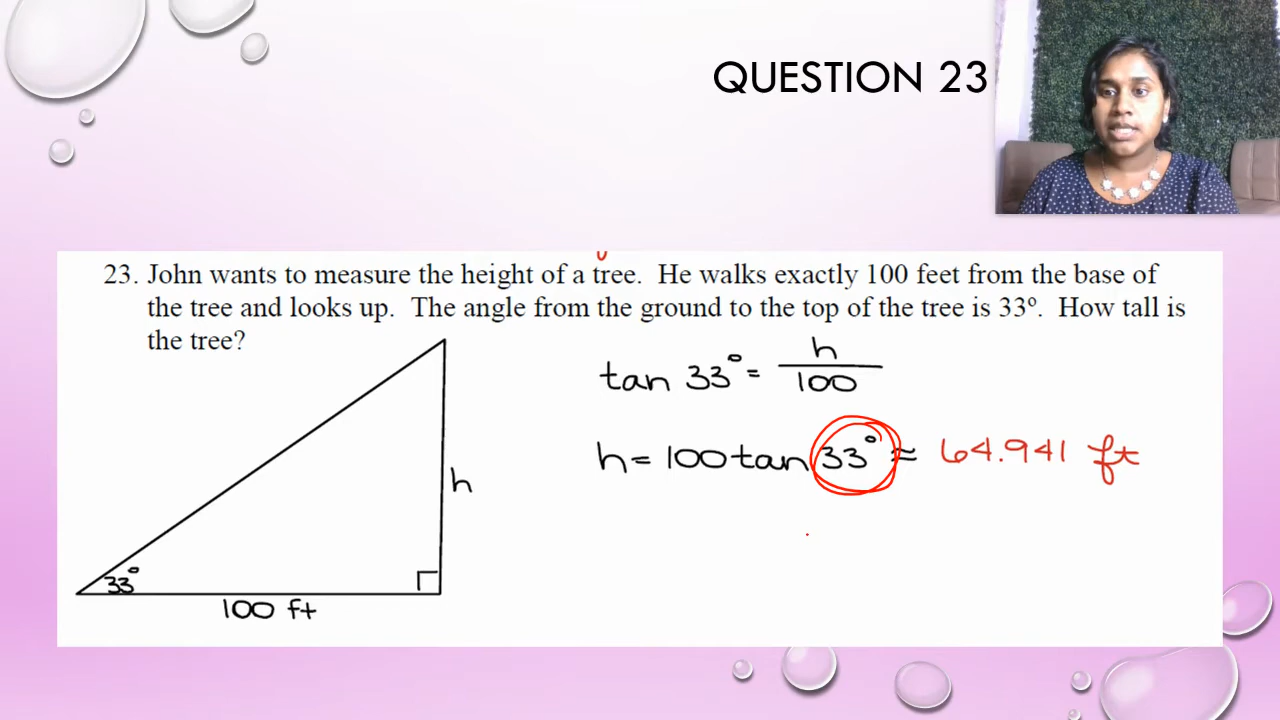 QUESTION 23
23. John wants to measure the height of a tree. He walks exactly 100 feet from the base of
the tree and looks up. The angle from the ground to the top of the tree is 33º. How tall is
the tree?
tan 33° = h/100
h = 100 tan 33° ≈ 64.941 ft
h
33°
100 ft